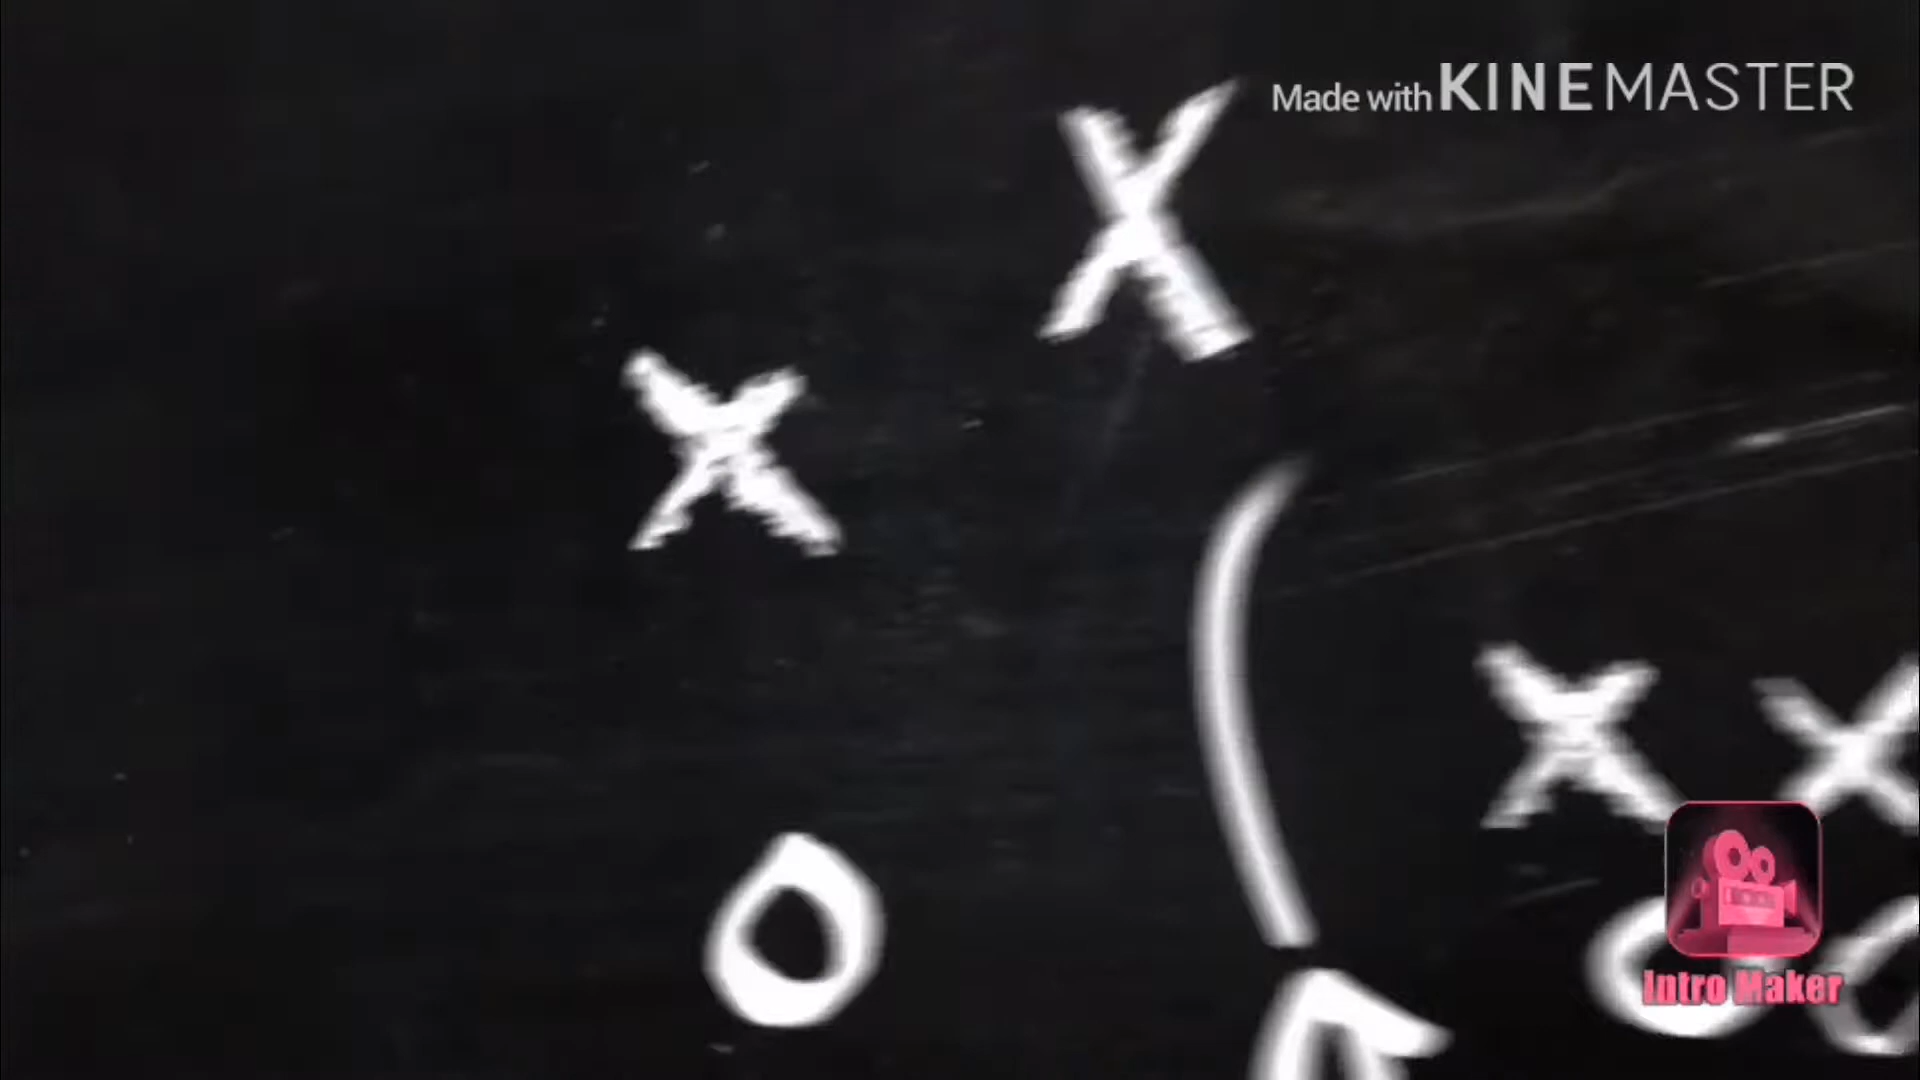 Made with KINEMASTER
X
X
X X
O
O O
Intro Maker